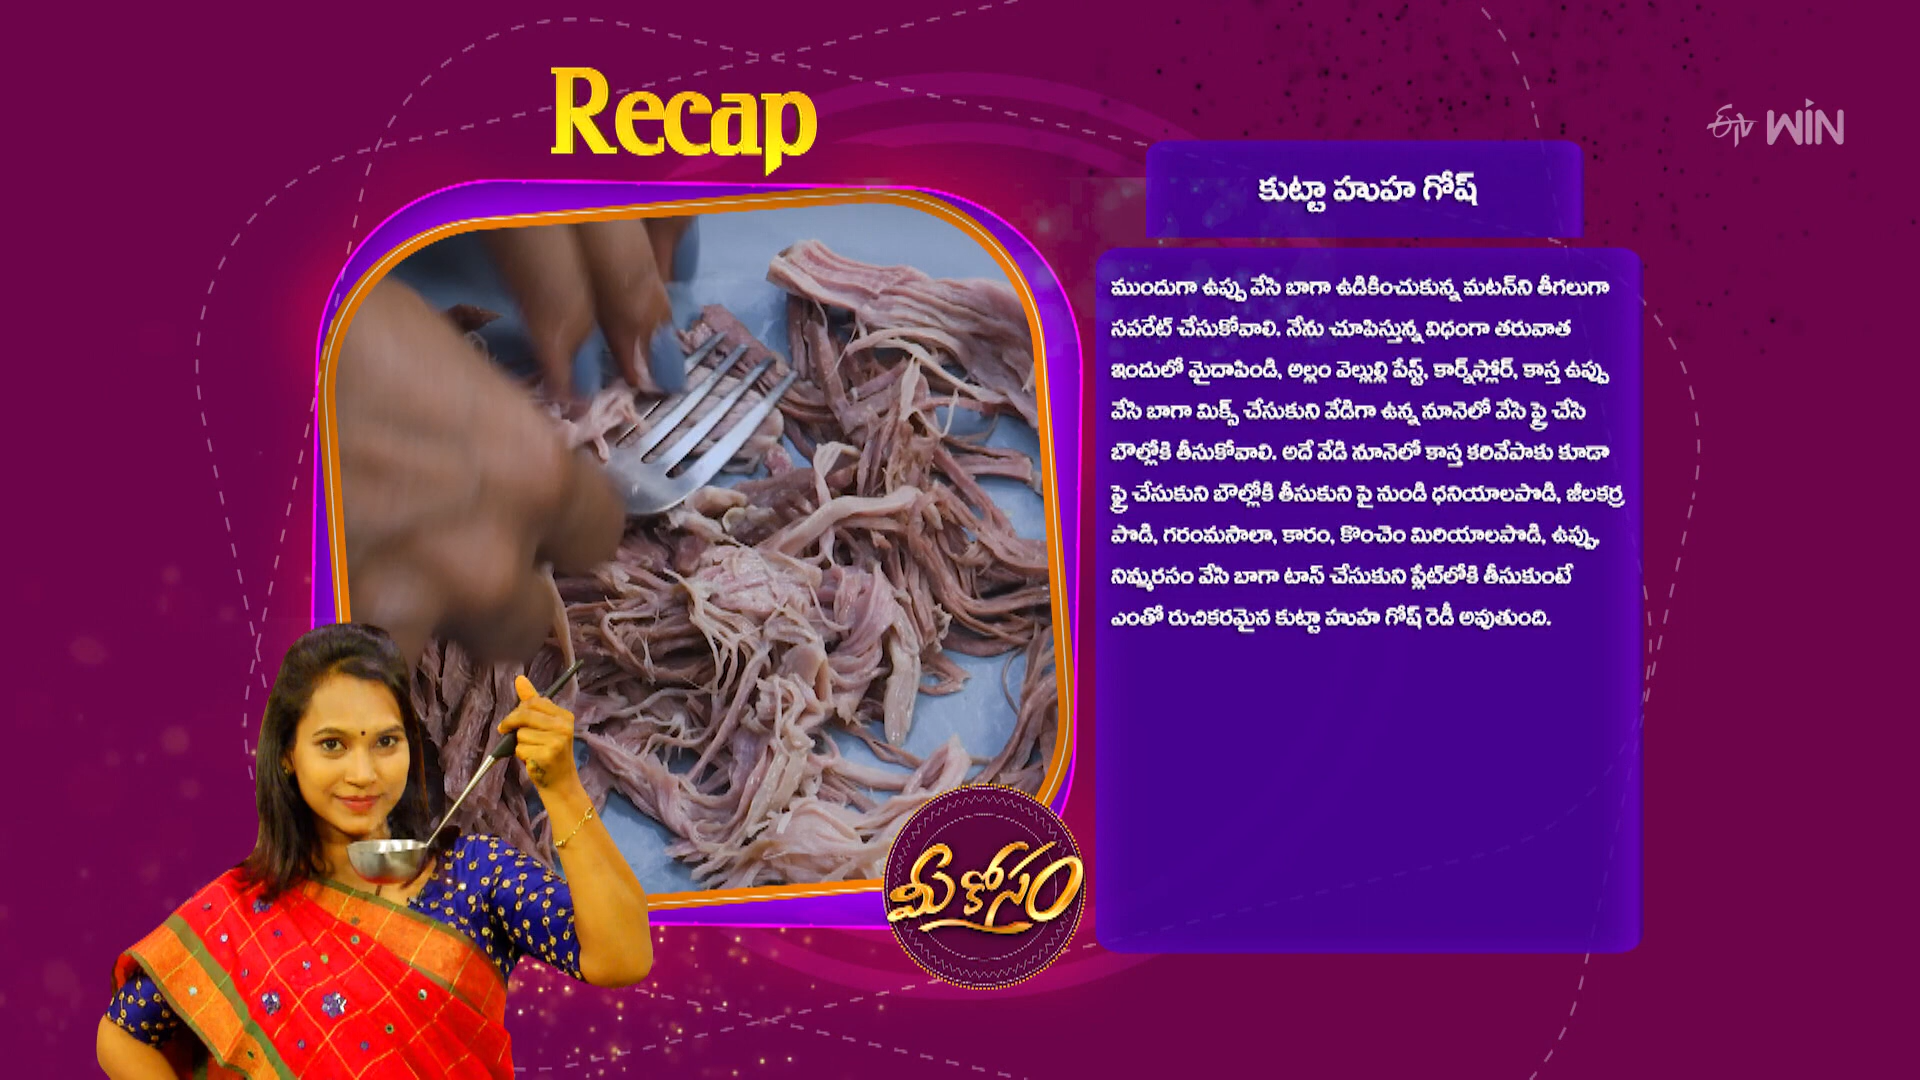 Recap
ఈటీవీ WIN
కుట్టా హుహ గోష్
ముందుగా ఉప్పు వేసి బాగా ఉడికించుకున్న మటన్‌ని తీగలుగా
సపరేట్ చేసుకోవాలి. నేను చూపిస్తున్న విధంగా తరువాత
ఇందులో మైదాపిండి, అల్లం వెల్లుల్లి పేస్ట్, కార్న్‌ఫ్లోర్, కాస్త ఉప్పు
వేసి బాగా మిక్స్ చేసుకుని వేడిగా ఉన్న నూనెలో వేసి ఫ్రై చేసి
బౌల్లోకి తీసుకోవాలి. అదే వేడి నూనెలో కాస్త కరివేపాకు కూడా
ఫ్రై చేసుకుని బౌల్లోకి తీసుకుని పై నుండి ధనియాలపొడి, జీలకర్ర
పొడి, గరంమసాలా, కారం, కొంచెం మిరియాలపొడి, ఉప్పు,
నిమ్మరసం వేసి బాగా టాస్ చేసుకుని ప్లేట్‌లోకి తీసుకుంటే
ఎంతో రుచికరమైన కుట్టా హుహ గోష్ రెడీ అవుతుంది.
మీ కోసం